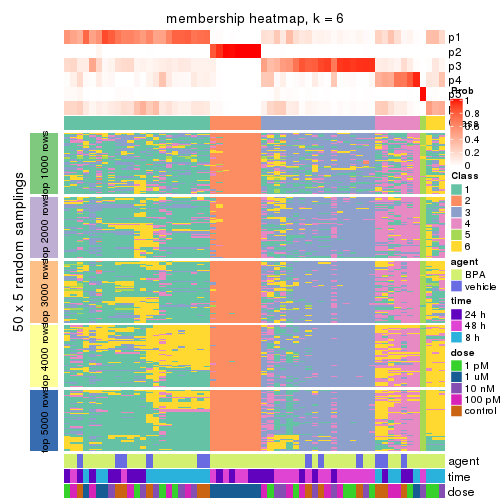 membership heatmap, k = 6
p1
p2
p3
p4
p5
Prob
1
0.8
0.6
0.4
0.2
0
Class
1
2
3
4
5
6
agent
BPA
vehicle
time
24 h
48 h
8 h
dose
1 pM
1 uM
10 nM
100 pM
control
50 x 5 random samplings
top 1000 rows
top 2000 rows
top 3000 rows
top 4000 rows
top 5000 rows
agent
time
dose